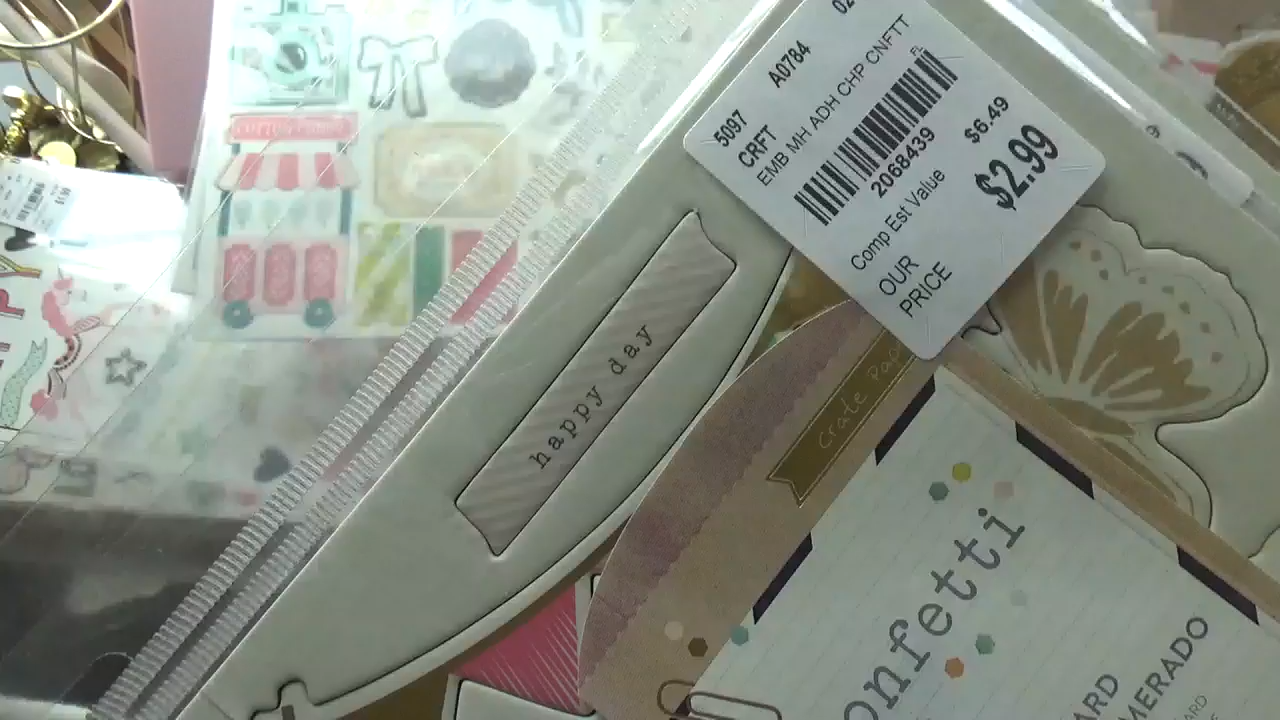 02
5097 A0784
CRFT
EMB MH ADH CHP CNFTT
2068439
Comp Est Value $6.49
OUR PRICE $2.99
happy day
Crate Pap
onfetti
ARD
MERADO